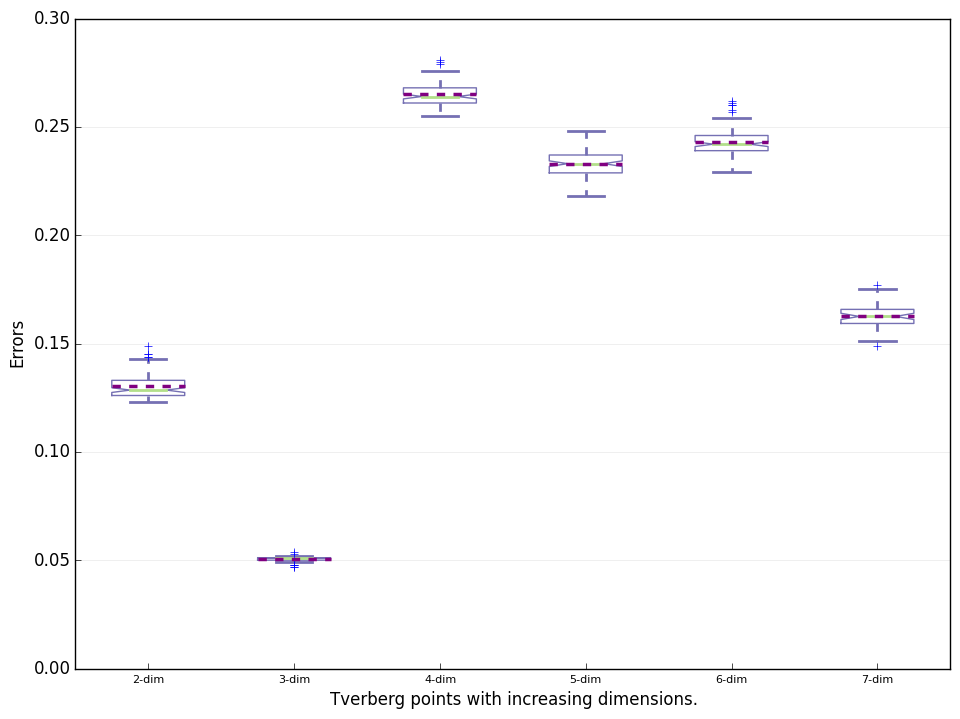 0.30
0.25
0.20
0.15
0.10
0.05
0.00
Errors
2-dim 3-dim 4-dim 5-dim 6-dim 7-dim
Tverberg points with increasing dimensions.